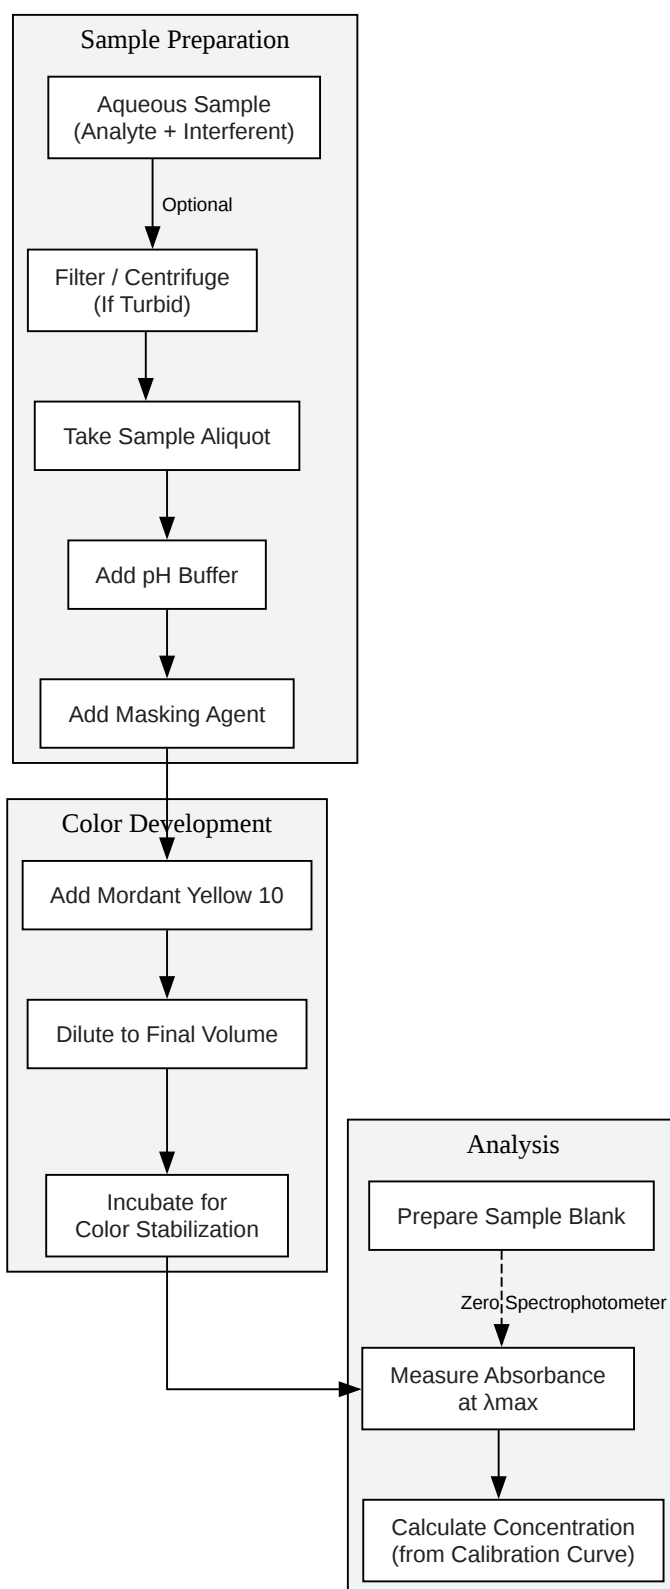 Sample Preparation
Aqueous Sample
(Analyte + Interferent)
Optional
Filter / Centrifuge
(If Turbid)
Take Sample Aliquot
Add pH Buffer
Add Masking Agent
Color Development
Add Mordant Yellow 10
Dilute to Final Volume
Incubate for
Color Stabilization
Analysis
Prepare Sample Blank
Zero Spectrophotometer
Measure Absorbance
at λmax
Calculate Concentration
(from Calibration Curve)